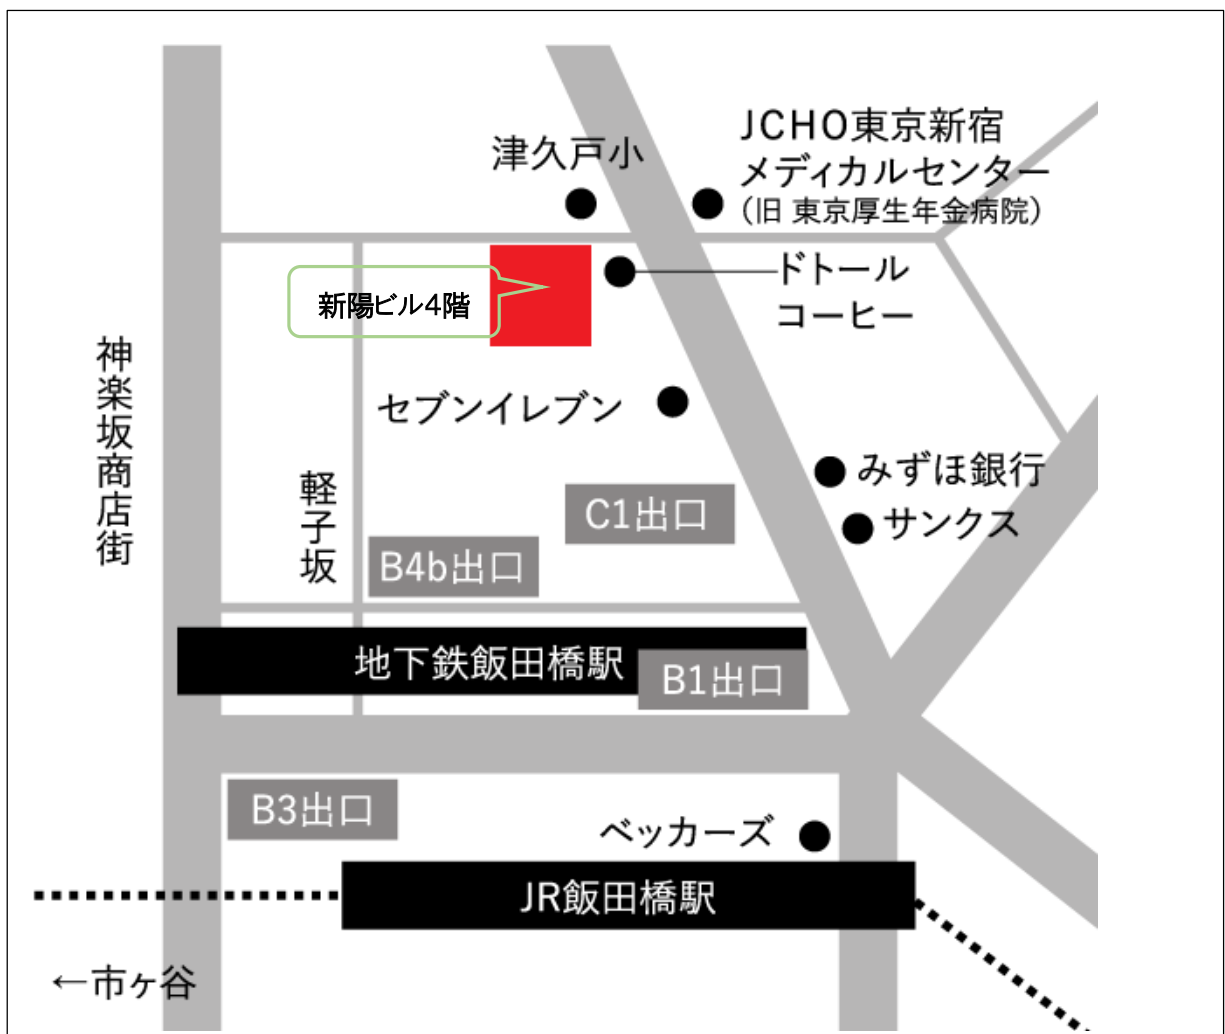 JCHO東京新宿
メディカルセンター
（旧 東京厚生年金病院）
津久戸小
ドトール
コーヒー
新陽ビル4階
神楽坂商店街
セブンイレブン
みずほ銀行
軽子坂
C1出口
サンクス
B4b出口
地下鉄飯田橋駅
B1出口
B3出口
ベッカーズ
JR飯田橋駅
←市ヶ谷